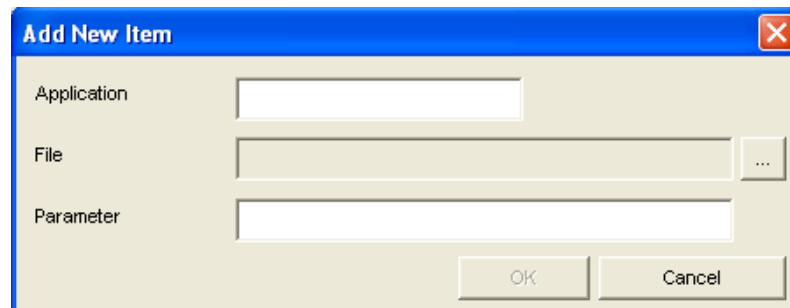 Add New Item
Application
File
...
Parameter
OK
Cancel